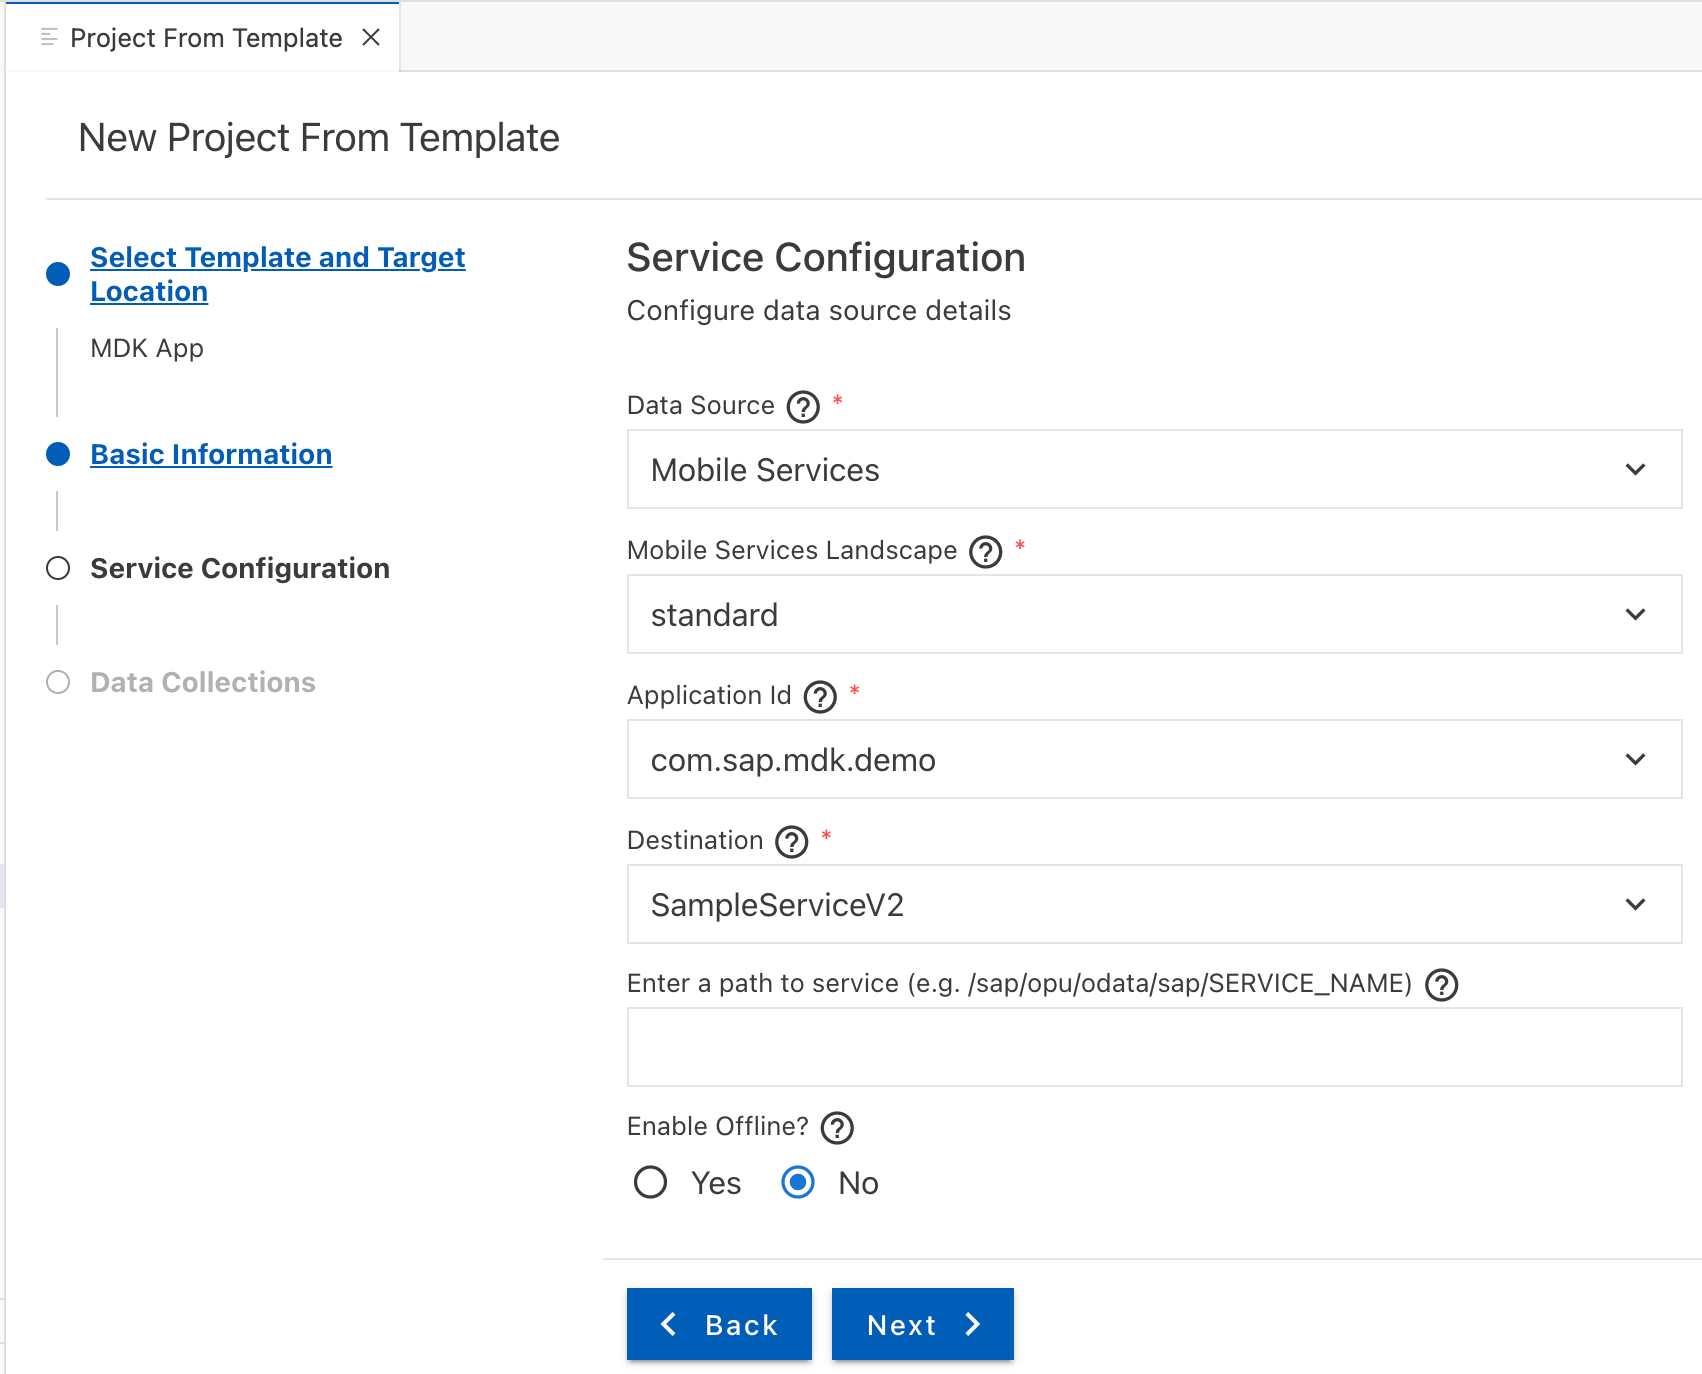 Project From Template
New Project From Template
Select Template and Target
Location
MDK App
Basic Information
Service Configuration
Data Collections
Service Configuration
Configure data source details
Data Source ? *
Mobile Services
Mobile Services Landscape ? *
standard
Application Id ? *
com.sap.mdk.demo
Destination ? *
SampleServiceV2
Enter a path to service (e.g. /sap/opu/odata/sap/SERVICE_NAME) ?
Enable Offline? ?
Yes No
Back Next